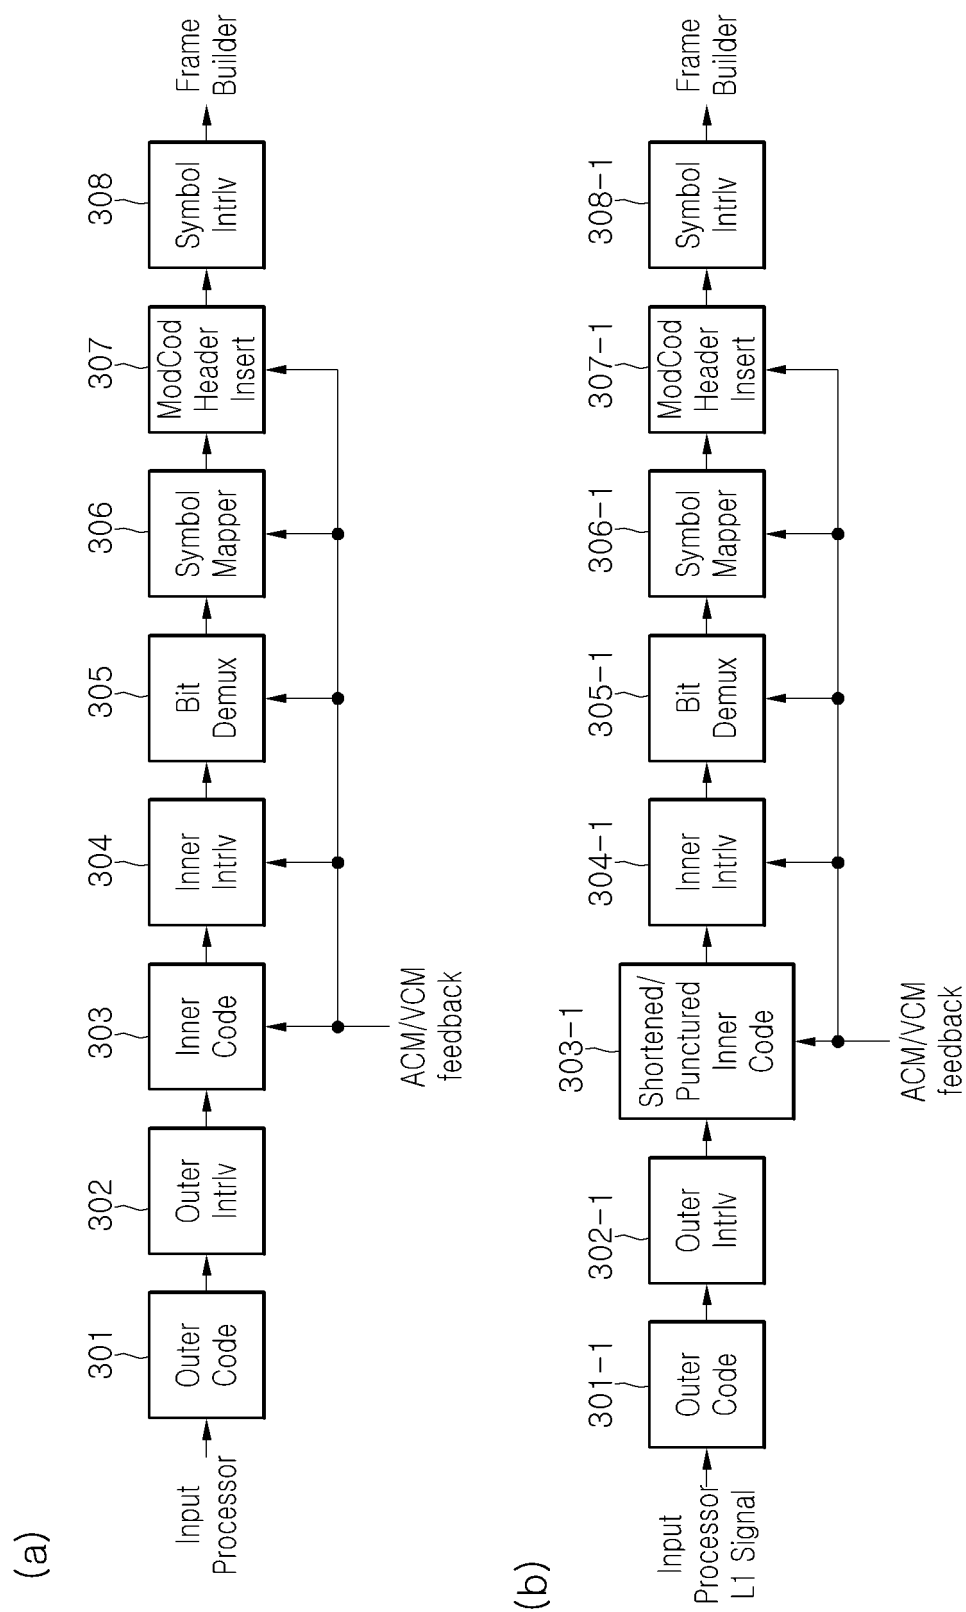 (a)
Input
Processor
301
Outer
Code
302
Outer
Intrlv
303
Inner
Code
304
Inner
Intrlv
305
Bit
Demux
306
Symbol
Mapper
307
ModCod
Header
Insert
308
Symbol
Intrlv
Frame
Builder
ACM/VCM
feedback
(b)
Input
Processor
L1 Signal
301-1
Outer
Code
302-1
Outer
Intrlv
303-1
Shortened/
Punctured
Inner
Code
304-1
Inner
Intrlv
305-1
Bit
Demux
306-1
Symbol
Mapper
307-1
ModCod
Header
Insert
308-1
Symbol
Intrlv
Frame
Builder
ACM/VCM
feedback